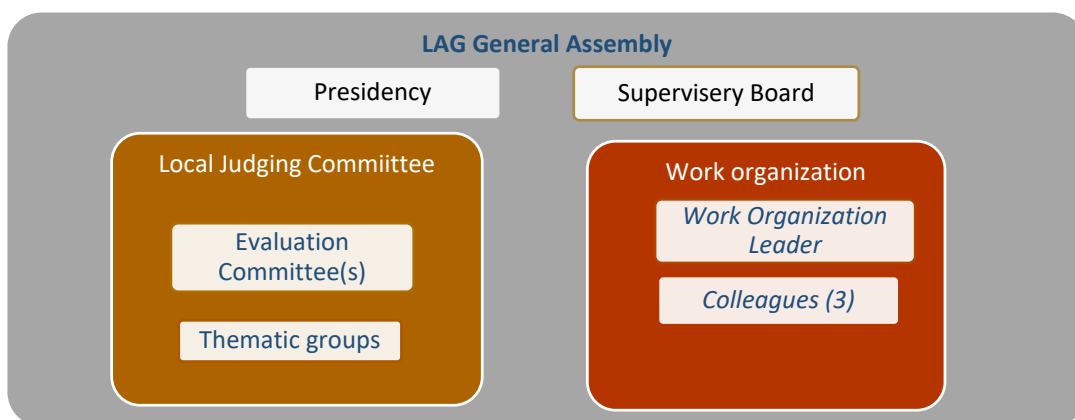 LAG General Assembly
Presidency
Supervisery Board
Local Judging Commiittee
Work organization
Evaluation
Committee(s)
Thematic groups
Work Organization
Leader
Colleagues (3)